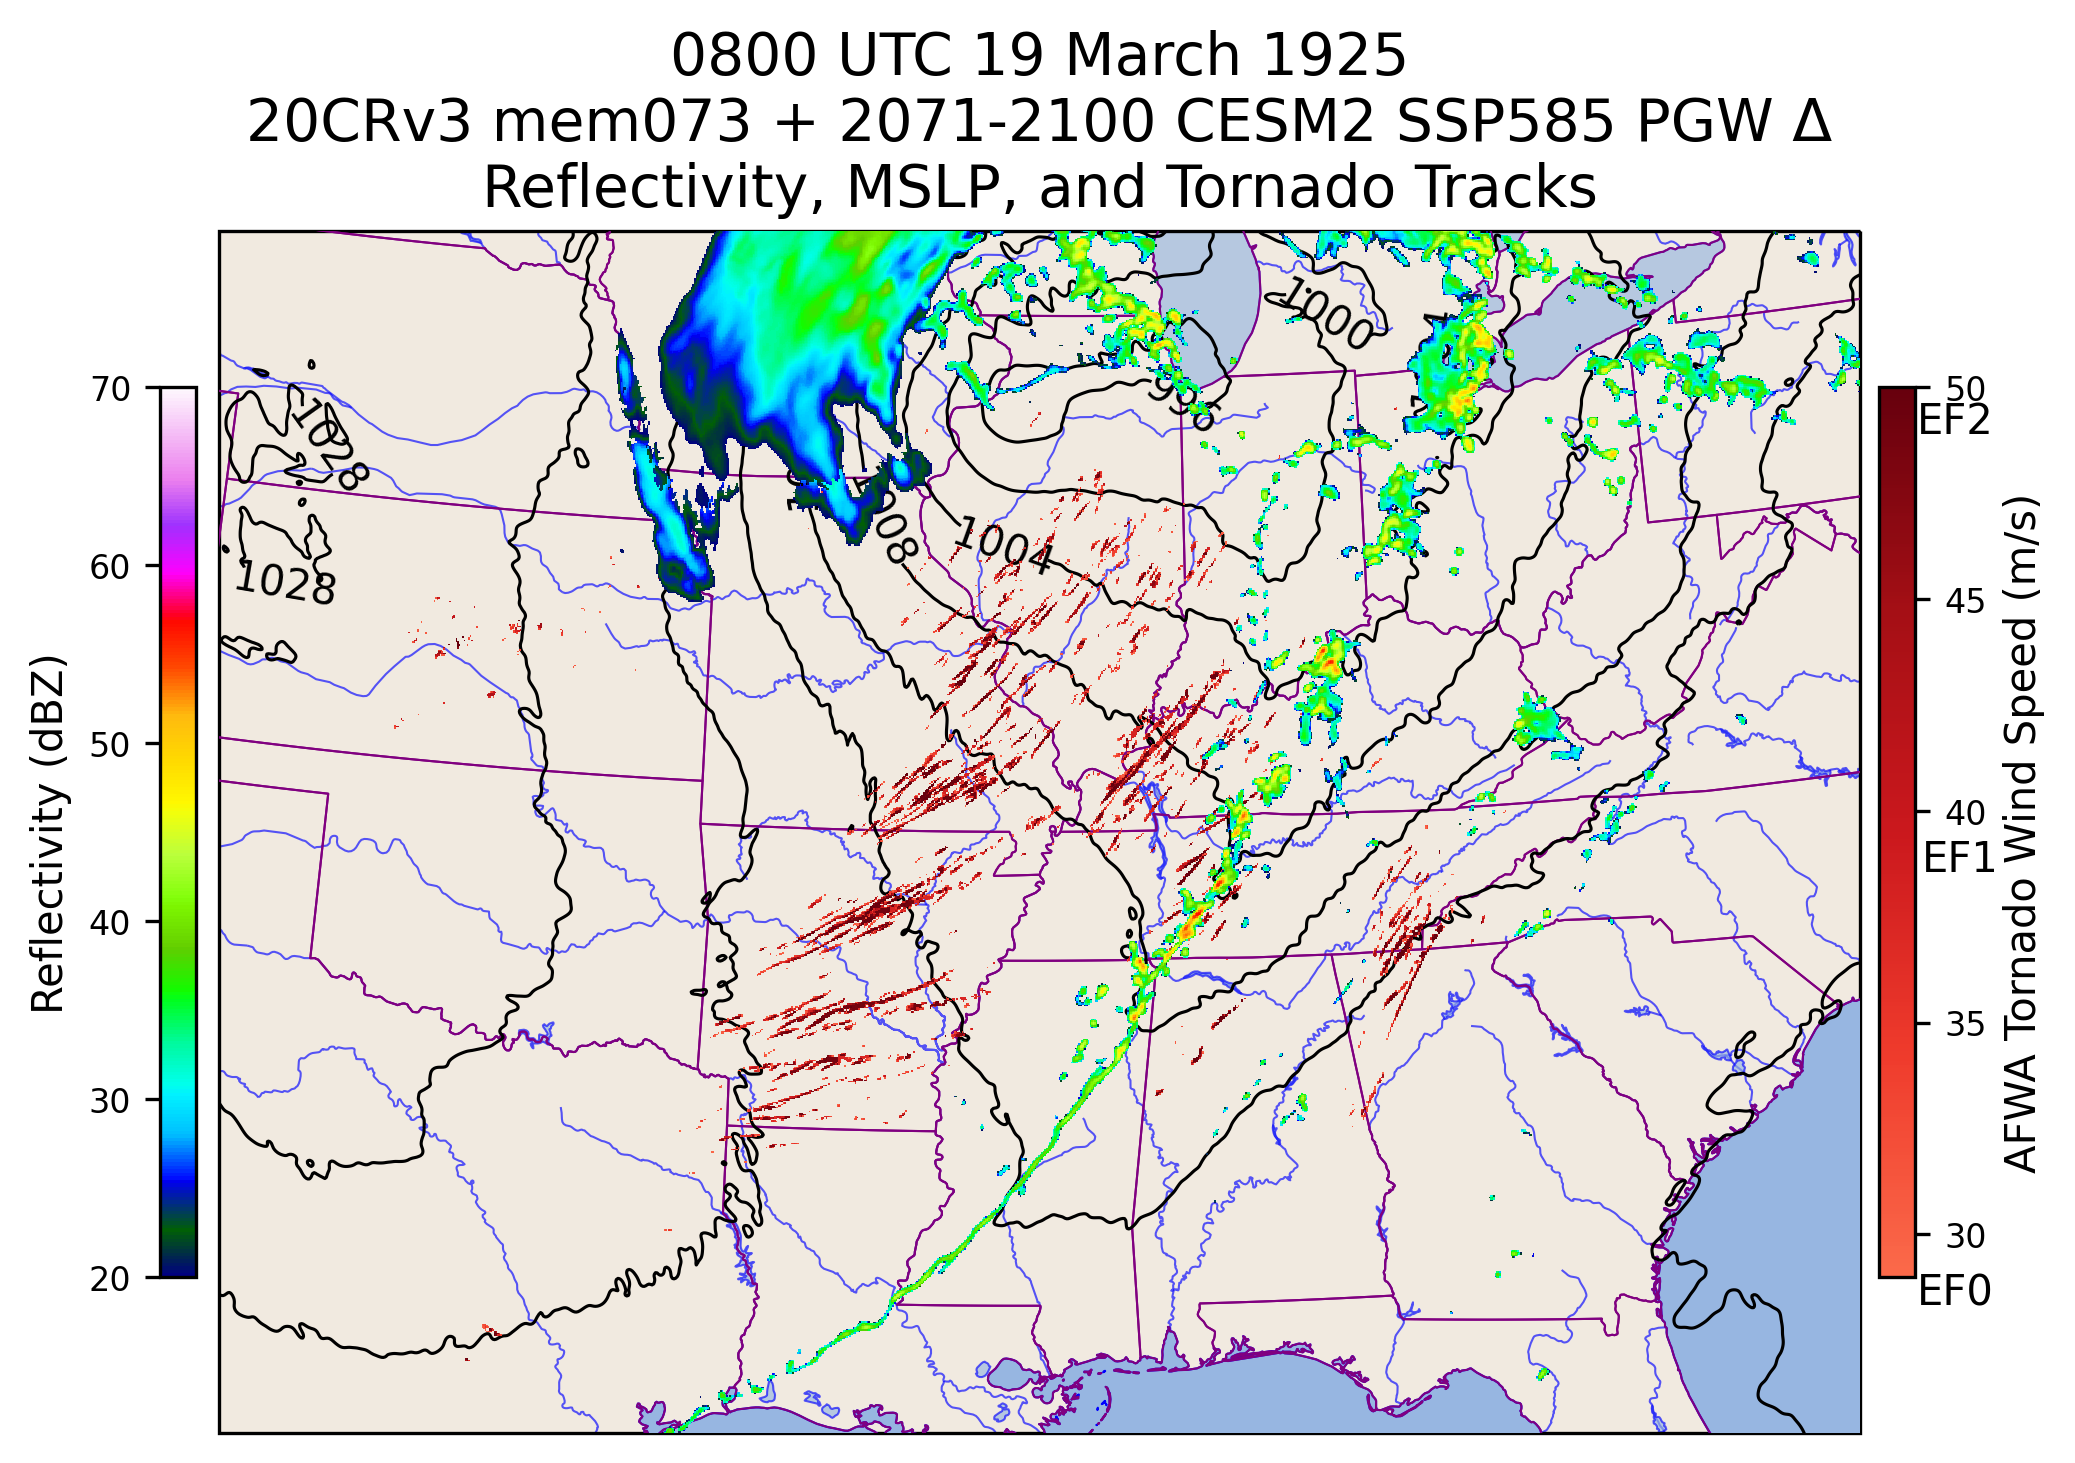 0800 UTC 19 March 1925
20CRv3 mem073 + 2071-2100 CESM2 SSP585 PGW Δ
Reflectivity, MSLP, and Tornado Tracks
70
60
50
40
30
20
Reflectivity (dBZ)
1028
1028
1008
1004
1000
996
50
EF2
45
40
EF1
35
30
EF0
AFWA Tornado Wind Speed (m/s)